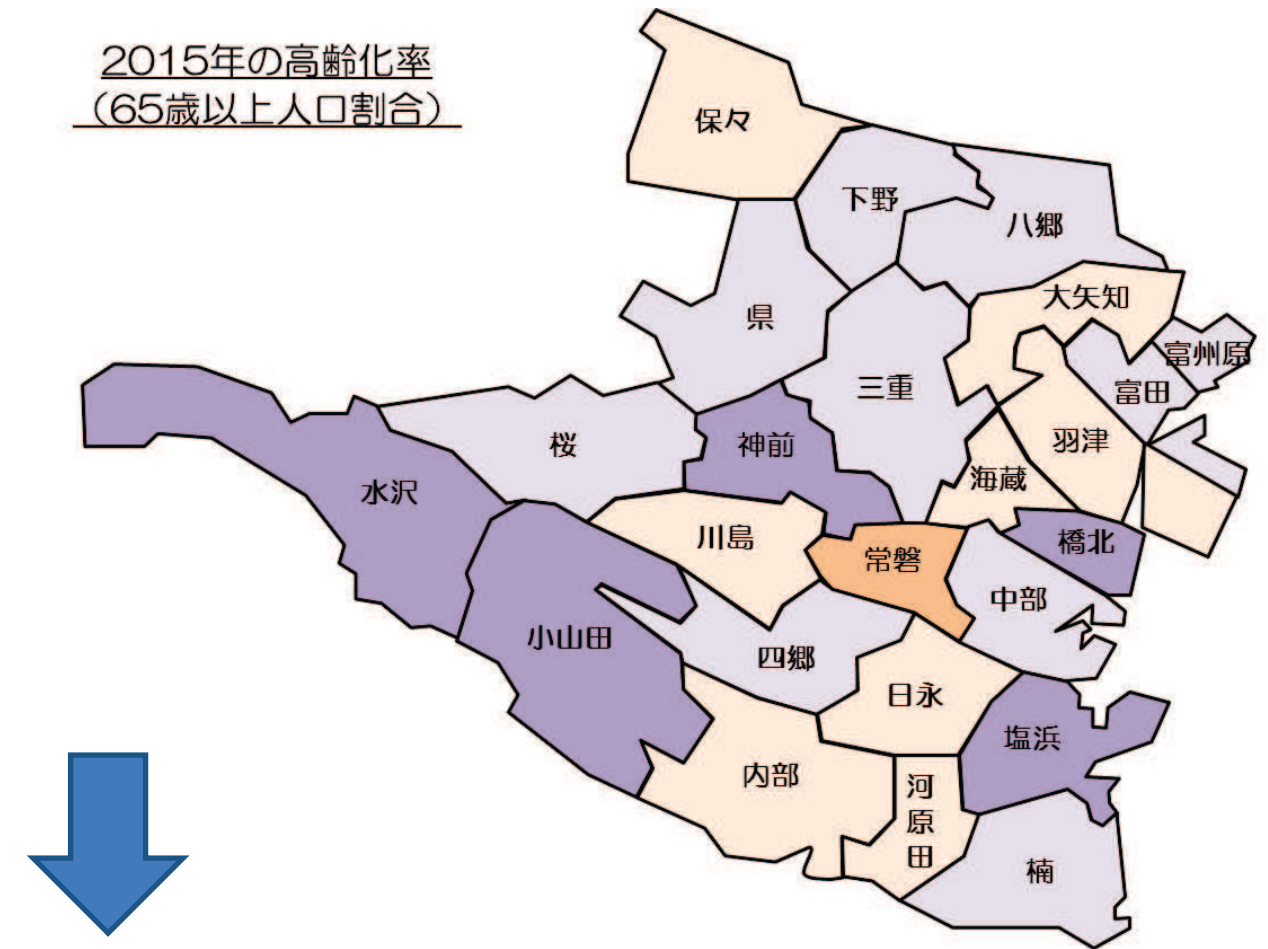 2015年の高齢化率
（65歳以上人口割合）
保々
下野
八郷
大矢知
県
富州原
三重
富田
桜
神前
羽津
海蔵
水沢
川島
常磐
橋北
中部
小山田
四郷
日永
塩浜
内部
河原田
楠